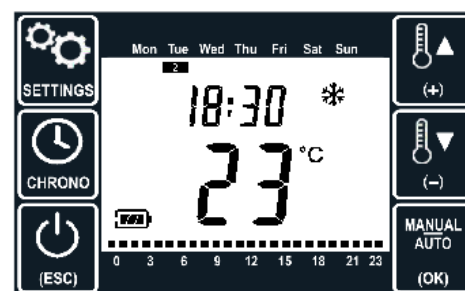 Mon Tue Wed Thu Fri Sat Sun
2
SETTINGS
18:30
(+)
23 °C
CHRONO
(-)
MANUAL
AUTO
0 3 6 9 12 15 18 21 23
(ESC)
(OK)